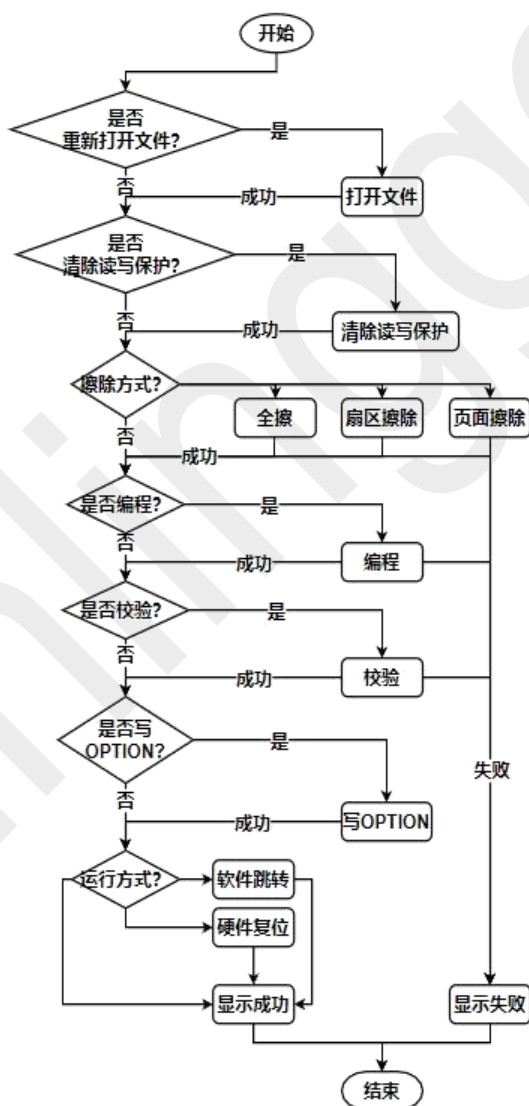 开始
是否
重新打开文件?
是
否
成功
打开文件
是否
清除读写保护?
是
否
成功
清除读写保护
擦除方式?
全擦
扇区擦除
页面擦除
否
成功
是否编程?
是
否
成功
编程
是否校验?
是
否
成功
校验
是否写
OPTION?
是
失败
否
成功
写OPTION
运行方式?
软件跳转
硬件复位
显示成功
显示失败
结束